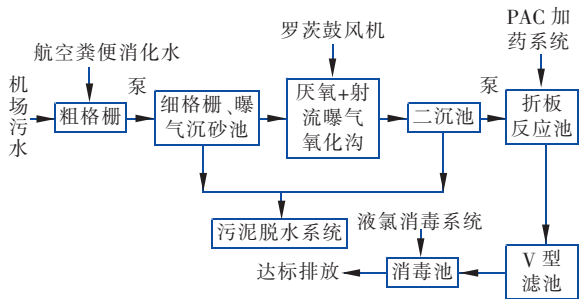 PAC 加
药系统
罗茨鼓风机
航空粪便消化水
机
场
污
水
泵
粗格栅
细格栅、曝
气沉砂池
厌氧+射
流曝气
氧化沟
二沉池
泵
折板
反应池
污泥脱水系统
液氯消毒系统
达标排放
消毒池
V 型
滤池